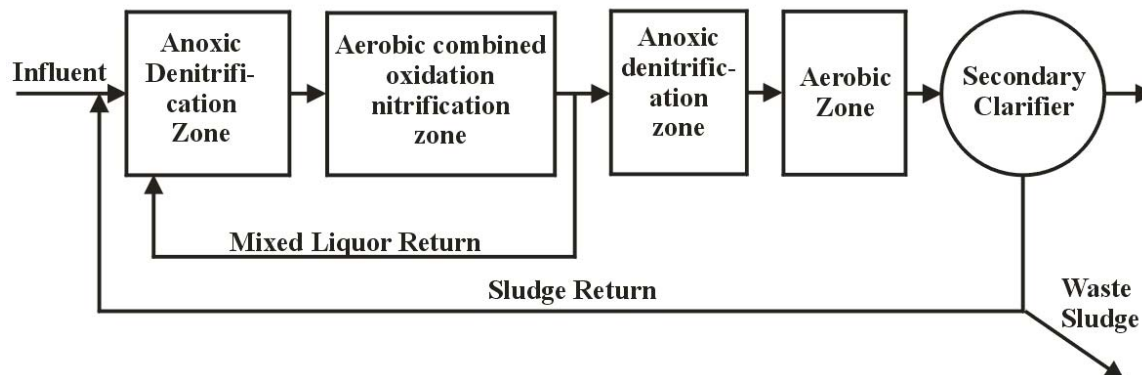 Influent
Anoxic
Denitrifi-
cation
Zone
Aerobic combined
oxidation
nitrification
zone
Anoxic
denitrific-
ation
zone
Aerobic
Zone
Secondary
Clarifier
Mixed Liquor Return
Sludge Return
Waste
Sludge